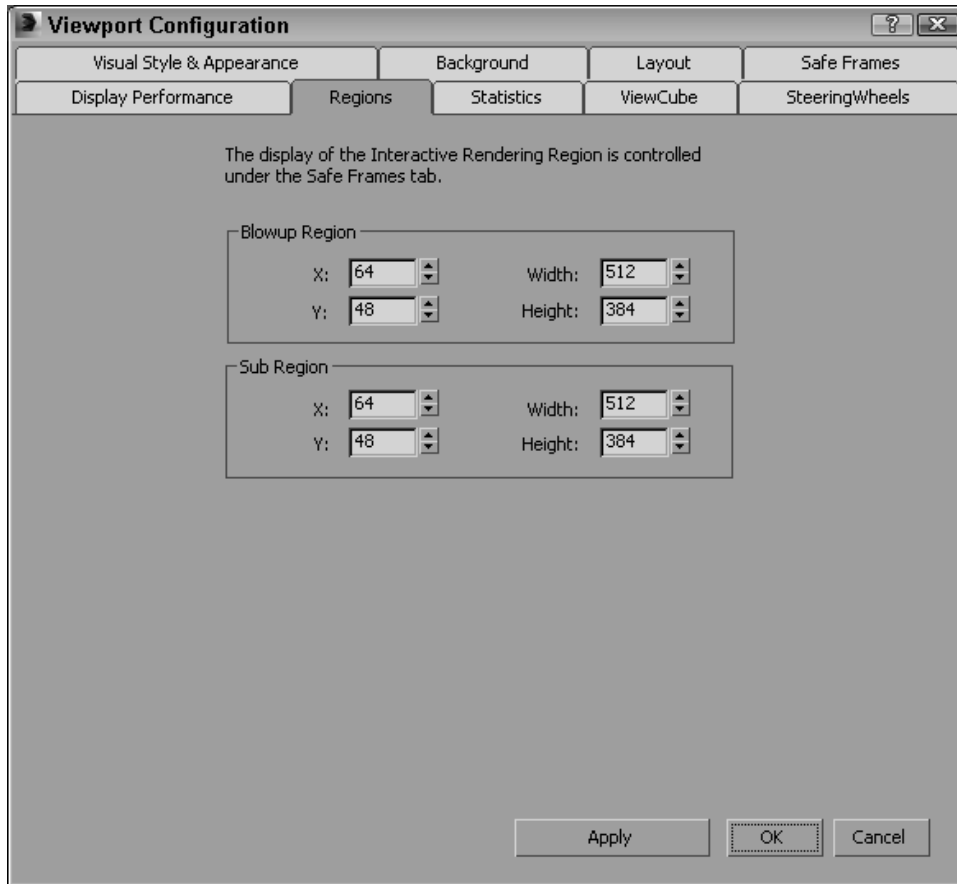 Viewport Configuration
Visual Style & Appearance Background Layout Safe Frames
Display Performance Regions Statistics ViewCube SteeringWheels
The display of the Interactive Rendering Region is controlled
under the Safe Frames tab.
Blowup Region
X: 64 Width: 512
Y: 48 Height: 384
Sub Region
X: 64 Width: 512
Y: 48 Height: 384
Apply OK Cancel